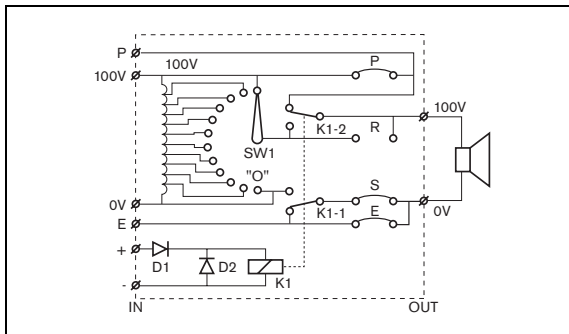 P
100V
100V
P
100V
K1-2
R
SW1
"O"
S
0V
K1-1
E
0V
E
+
D1
D2
K1
-
IN
OUT